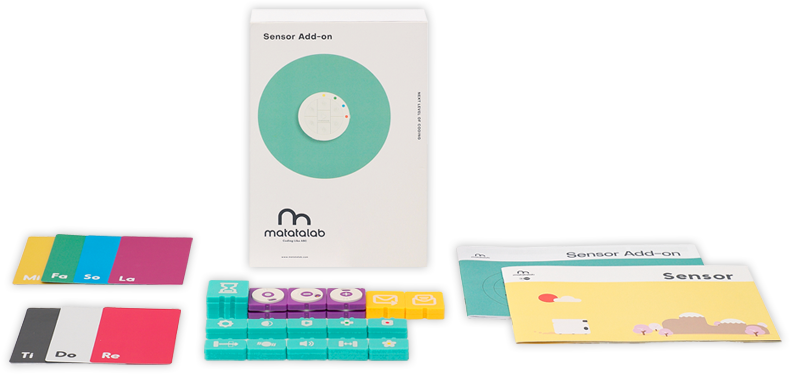 Sensor Add-on
NEXT LEVEL OF CODING
matatalab
Coding Like ABC
Mi
Fa
So
La
Ti
Do
Re
Sensor Add-on
Sensor